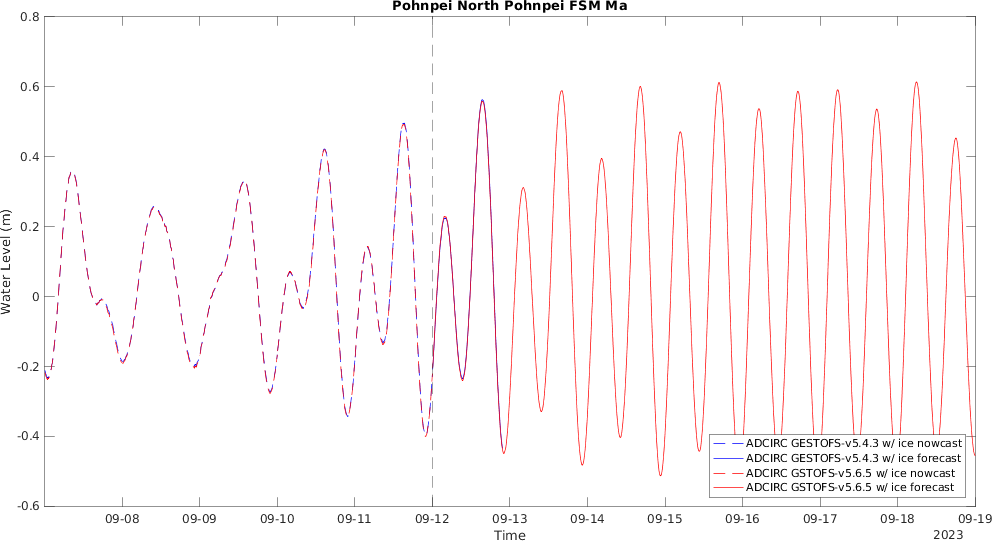 Pohnpei North Pohnpei FSM Ma
0.8
0.6
0.4
0.2
0
-0.2
-0.4
-0.6
Water Level (m)
ADCIRC GESTOFS-v5.4.3 w/ ice nowcast
ADCIRC GESTOFS-v5.4.3 w/ ice forecast
ADCIRC GSTOFS-v5.6.5 w/ ice nowcast
ADCIRC GSTOFS-v5.6.5 w/ ice forecast
09-08 09-09 09-10 09-11 09-12 09-13 09-14 09-15 09-16 09-17 09-18 09-19
Time
2023